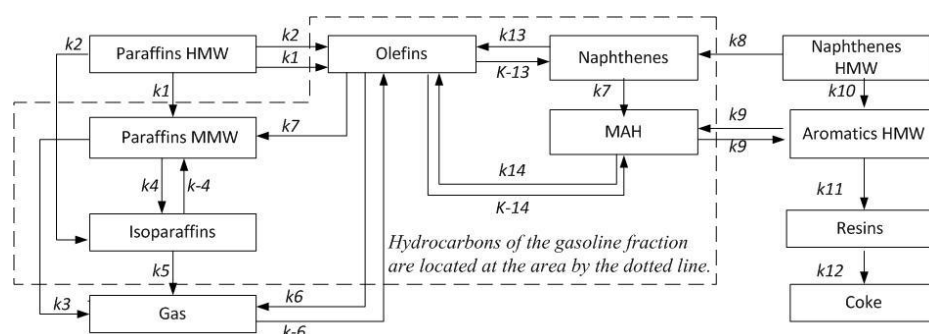 k2
Paraffins HMW
k2
k1
Olefins
k13
K-13
Naphthenes
k8
Naphthenes
HMW
k1
k7
k10
Paraffins MMW
k7
MAH
k9
k9
Aromatics HMW
k4
k-4
k14
K-14
k11
Isoparaffins
Hydrocarbons of the gasoline fraction
are located at the area by the dotted line.
Resins
k5
k12
k3
Gas
k6
k-6
Coke